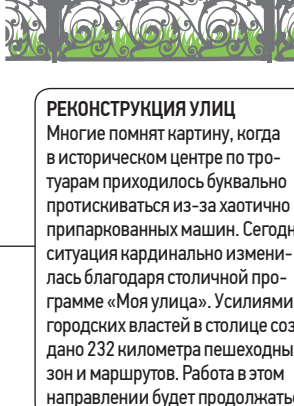 РЕКОНСТРУКЦИЯ УЛИЦ
Многие помнят картину, когда
в историческом центре по тро-
туарам приходилось буквально
протискиваться из-за хаотично
припаркованных машин. Сегодн
ситуация кардинально измени-
лась благодаря столичной про-
грамме «Моя улица». Усилиями
городских властей в столице соз
дано 232 километра пешеходны
зон и маршрутов. Работа в этом
направлении будет продолжатьс